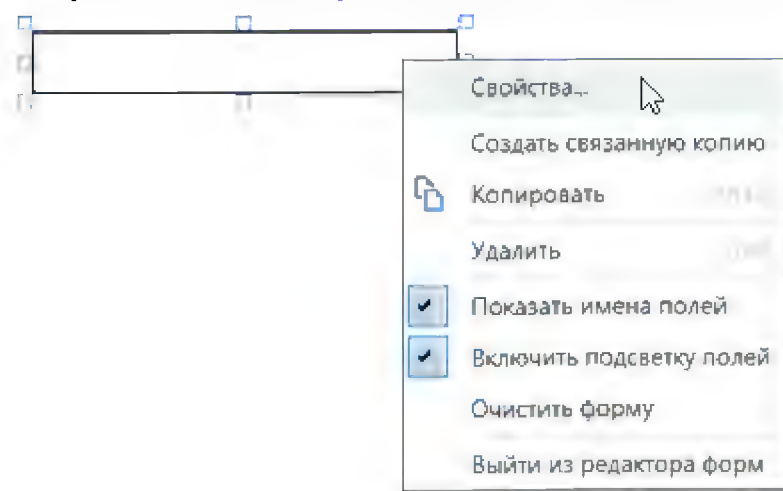 Свойства...
Создать связанную копию
Копировать
Удалить
Показать имена полей
Включить подсветку полей
Очистить форму
Выйти из редактора форм